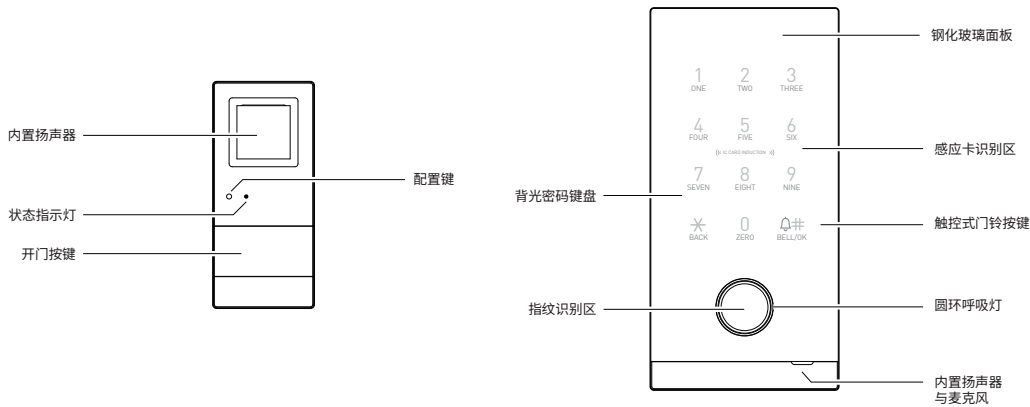 内置扬声器
状态指示灯
开门按键
配置键
钢化玻璃面板
1 2 3
ONE TWO THREE
4 5 6
FOUR FIVE SIX
IC CARD INDUCTION
感应卡识别区
7 8 9
SEVEN EIGHT NINE
背光密码键盘
* 0 #
BACK ZERO BELL/OK
触控式门铃按键
指纹识别区
圆环呼吸灯
内置扬声器
与麦克风